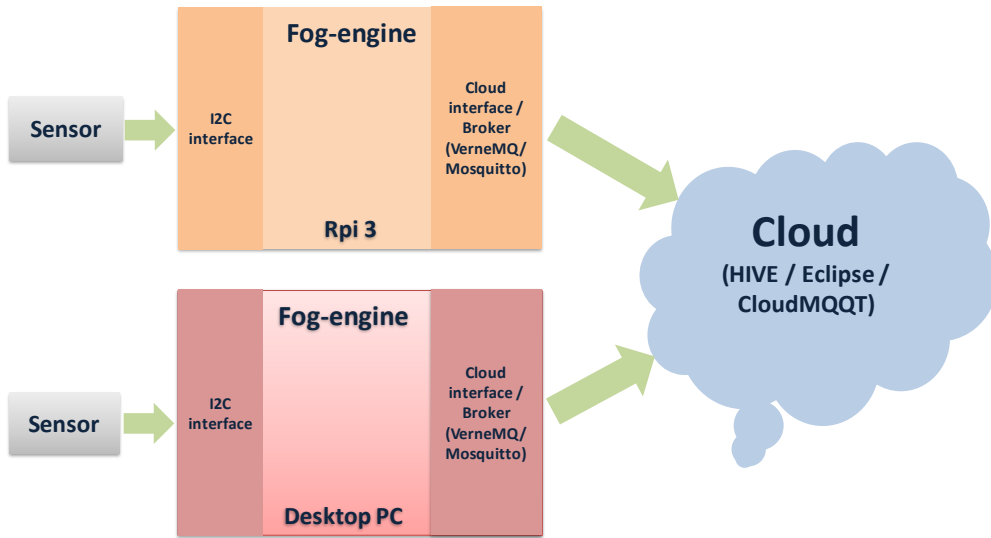 Sensor
I2C
interface
Fog-engine
Rpi 3
Cloud
interface /
Broker
(VerneMQ/
Mosquitto)
Sensor
I2C
interface
Fog-engine
Desktop PC
Cloud
interface /
Broker
(VerneMQ/
Mosquitto)
Cloud
(HIVE / Eclipse /
CloudMQQT)